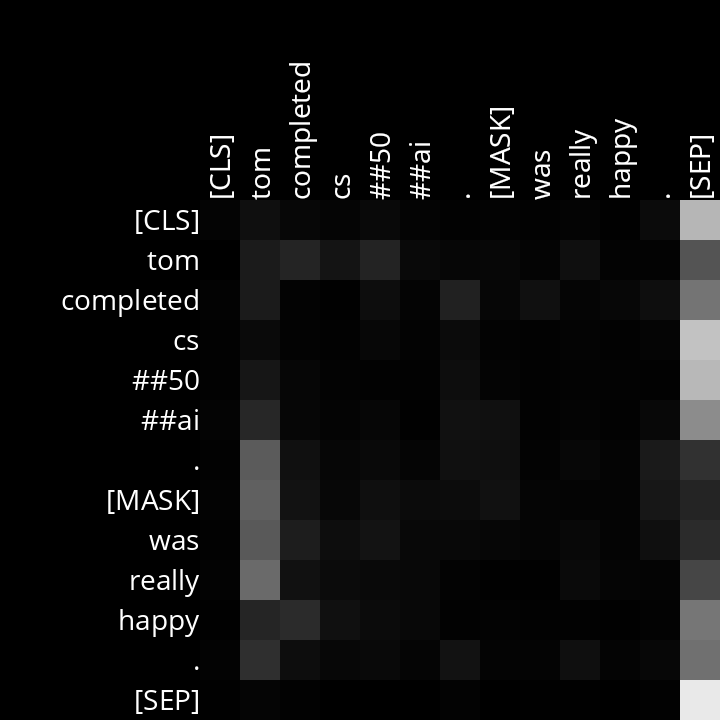 [CLS] tom completed cs ##50 ##ai . [MASK] was really happy . [SEP]
[CLS]
tom
completed
cs
##50
##ai
.
[MASK]
was
really
happy
.
[SEP]